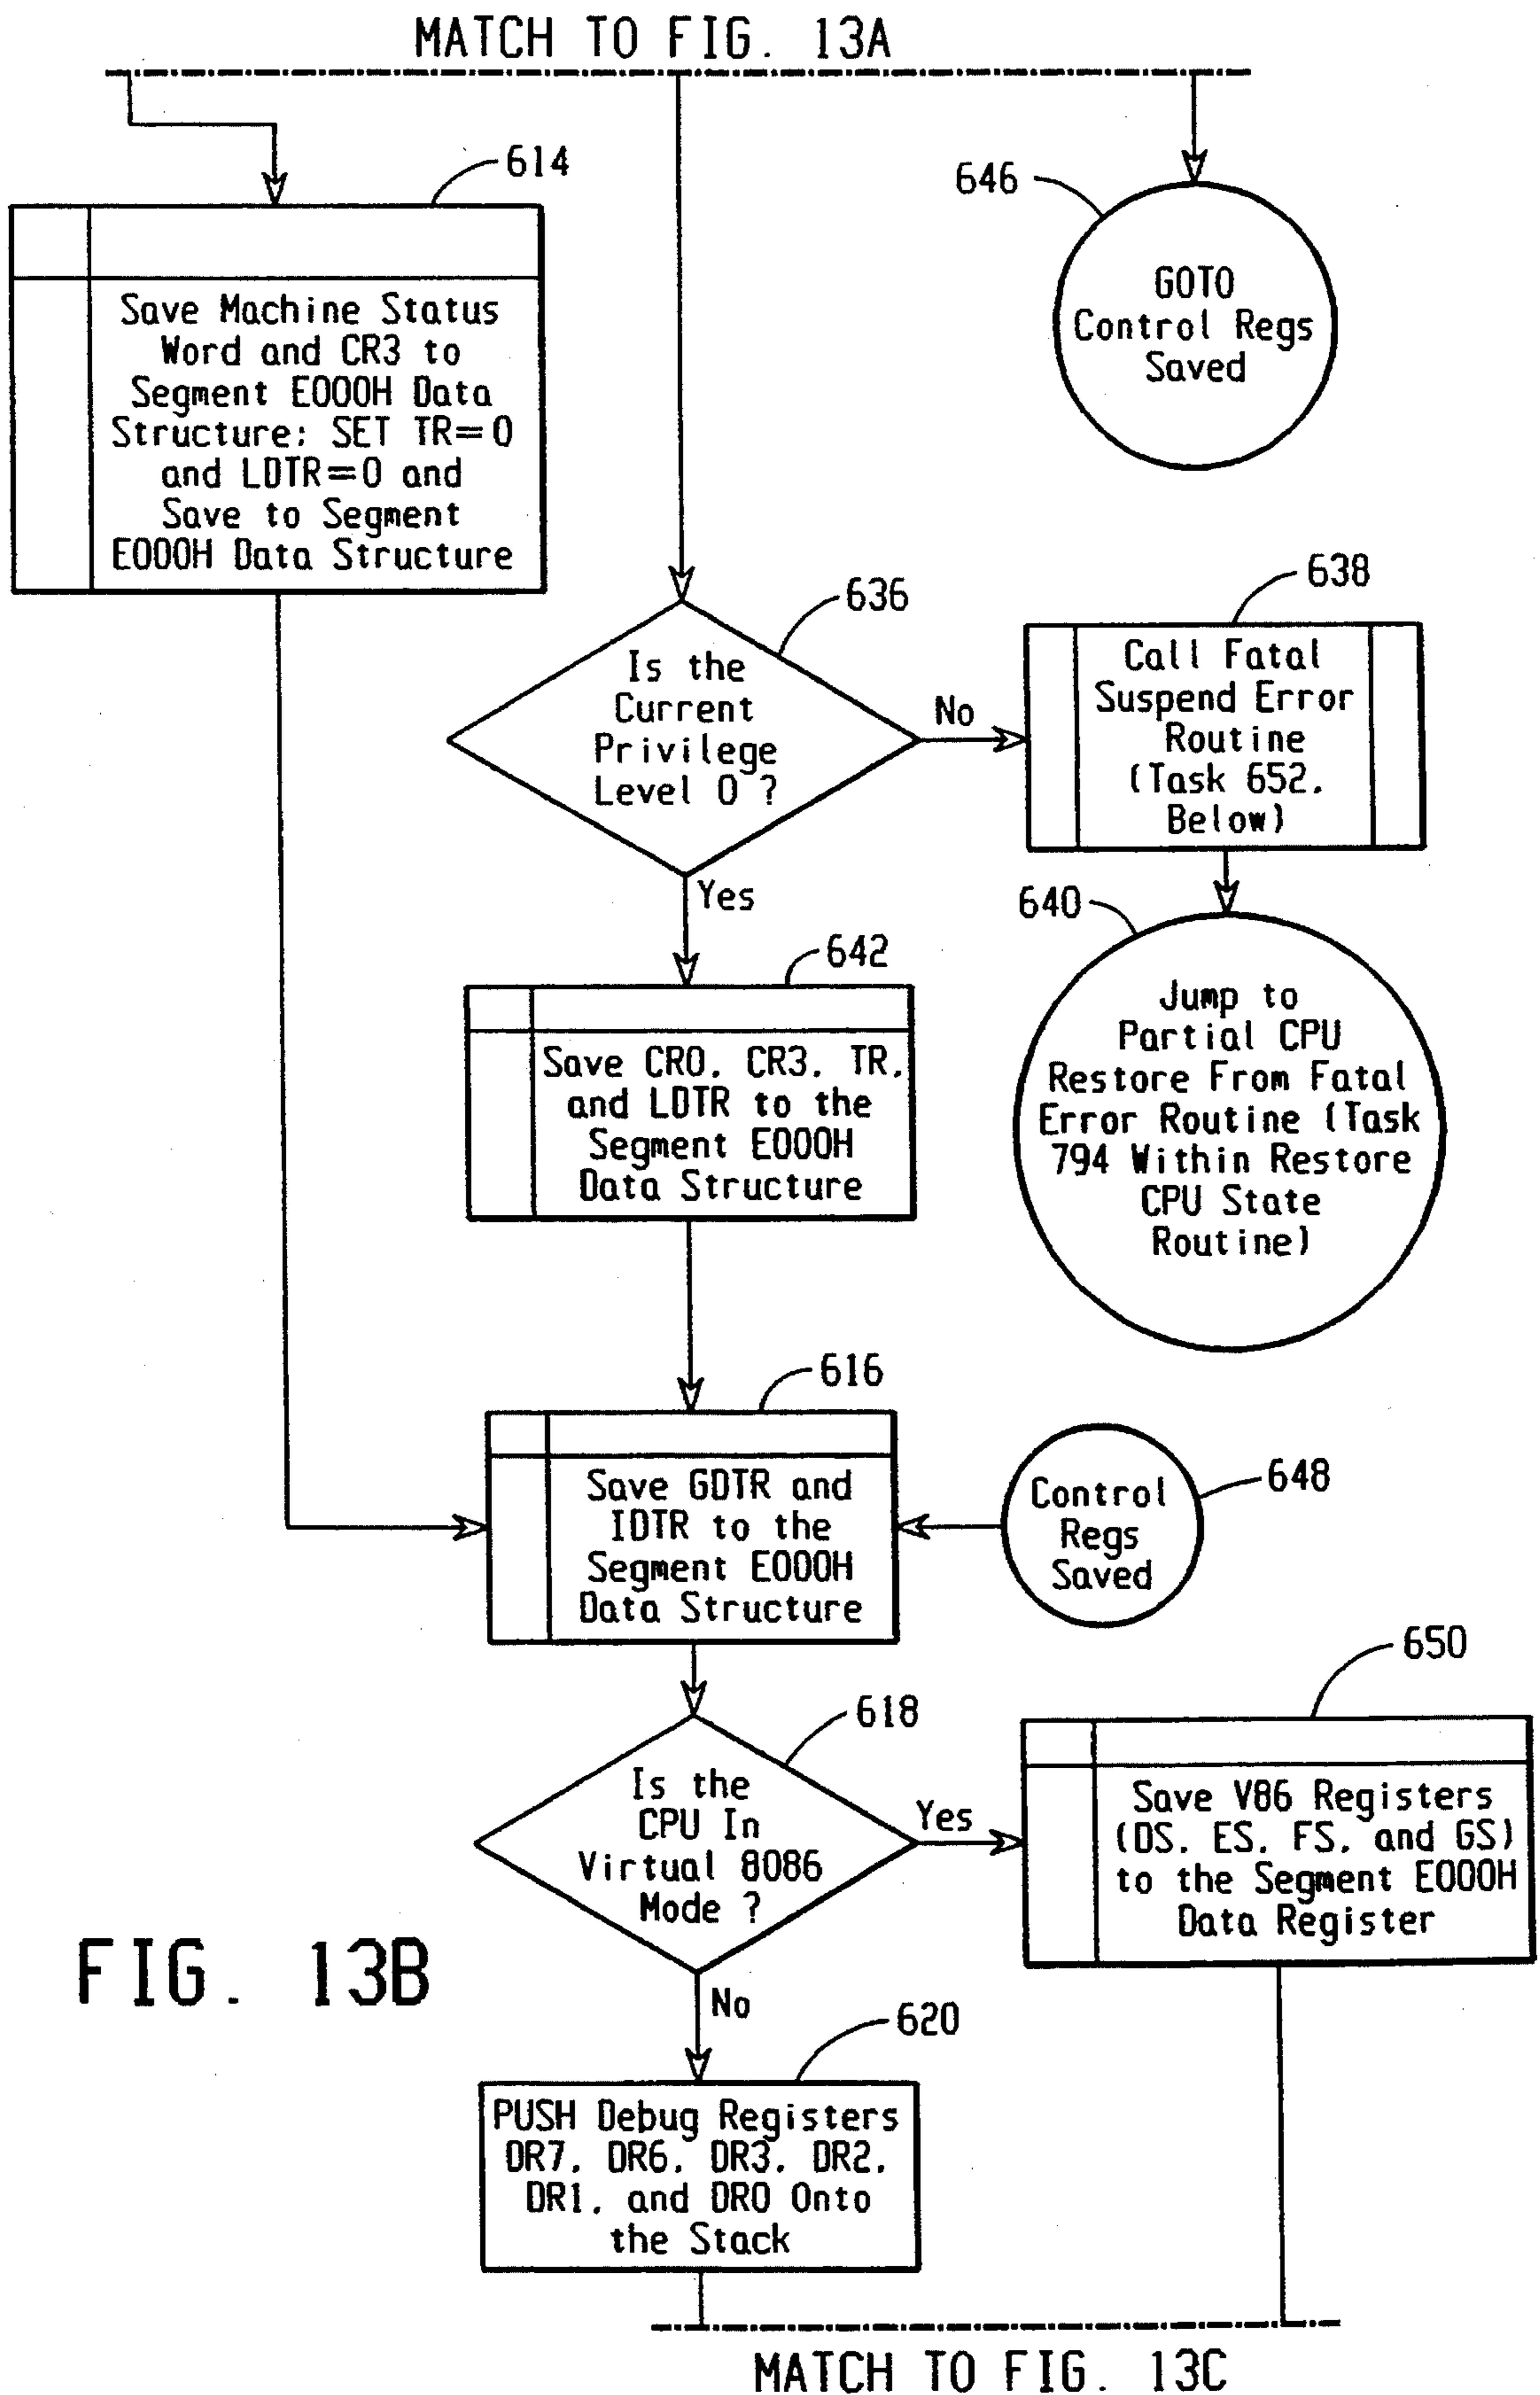 MATCH TO FIG. 13A
614
Save Machine Status
Word and CR3 to
Segment E000H Data
Structure; SET TR=0
and LDTR=0 and
Save to Segment
E000H Data Structure
646
GOTO
Control Regs
Saved
636
Is the
Current
Privilege
Level 0 ?
No
Yes
638
Call Fatal
Suspend Error
Routine
(Task 652,
Below)
640
Jump to
Partial CPU
Restore From Fatal
Error Routine (Task
794 Within Restore
CPU State
Routine)
642
Save CR0, CR3, TR,
and LDTR to the
Segment E000H
Data Structure
616
Save GDTR and
IDTR to the
Segment E000H
Data Structure
648
Control
Regs
Saved
618
Is the
CPU In
Virtual 8086
Mode ?
Yes
No
650
Save V86 Registers
(DS, ES, FS, and GS)
to the Segment E000H
Data Register
620
PUSH Debug Registers
DR7, DR6, DR3, DR2,
DR1, and DR0 Onto
the Stack
FIG. 13B
MATCH TO FIG. 13C